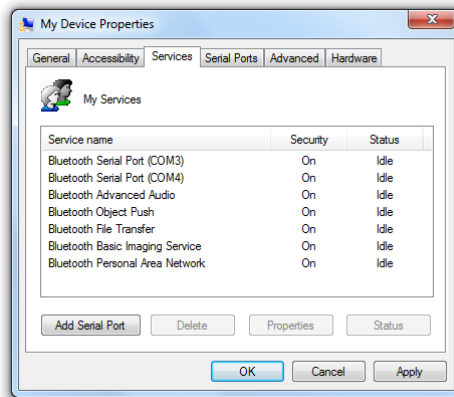 My Device Properties
General Accessibility Services Serial Ports Advanced Hardware
My Services
Service name Security Status
Bluetooth Serial Port (COM3) On Idle
Bluetooth Serial Port (COM4) On Idle
Bluetooth Advanced Audio On Idle
Bluetooth Object Push On Idle
Bluetooth File Transfer On Idle
Bluetooth Basic Imaging Service On Idle
Bluetooth Personal Area Network On Idle
Add Serial Port Delete Properties Status
OK Cancel Apply